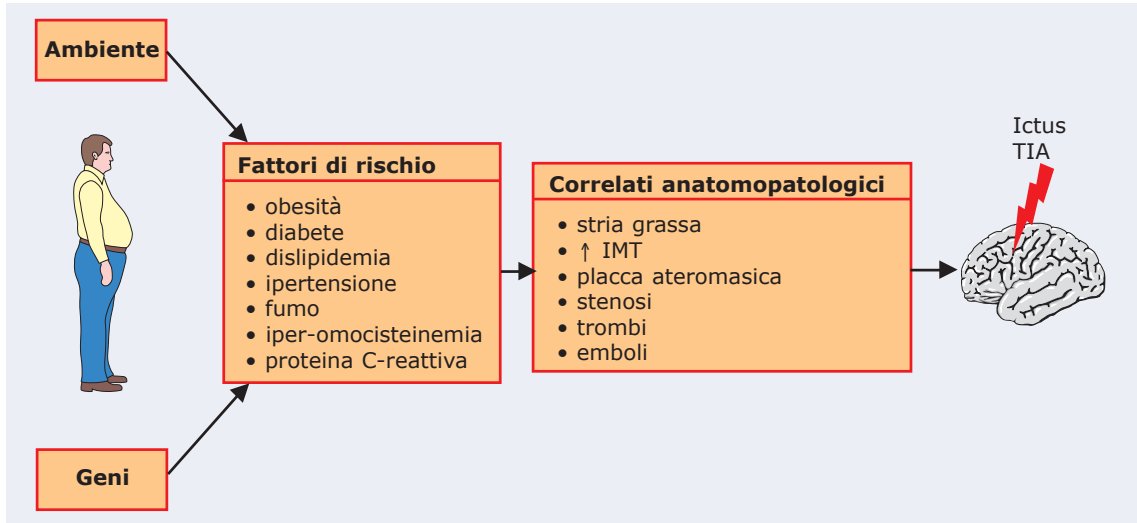 Ambiente
Fattori di rischio
• obesità
• diabete
• dislipidemia
• ipertensione
• fumo
• iper-omocisteinemia
• proteina C-reattiva
Geni
Correlati anatomopatologici
• stria grassa
• ↑ IMT
• placca ateromasica
• stenosi
• trombi
• emboli
Ictus
TIA